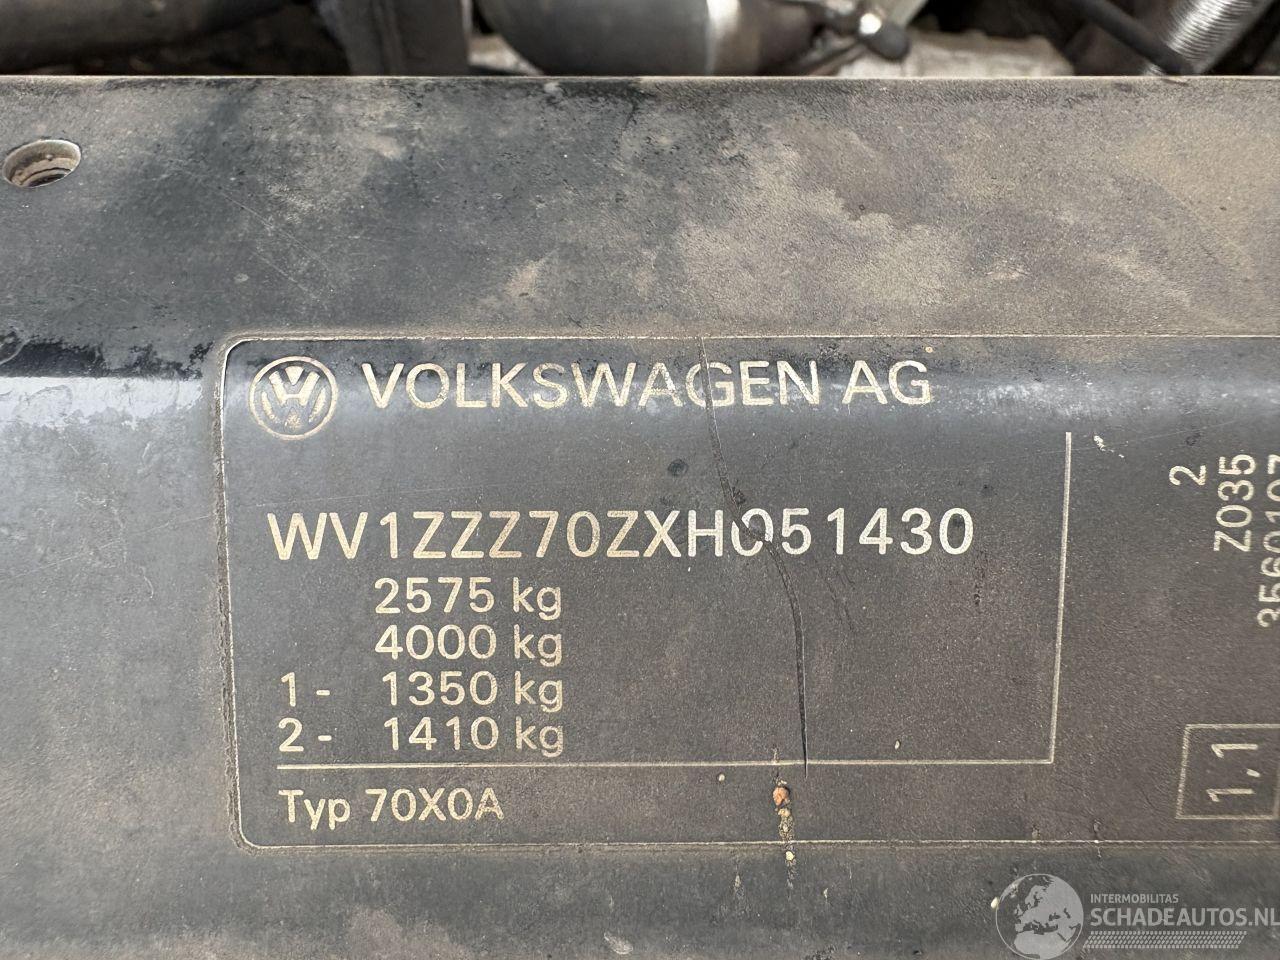 VOLKSWAGEN AG
WV1ZZZ70ZXH051430
2575 kg
4000 kg
1 - 1350 kg
2 - 1410 kg
Typ 70X0A
2
Z035
1,1
INTERMOBILITAS
SCHADEAUTOS.NL